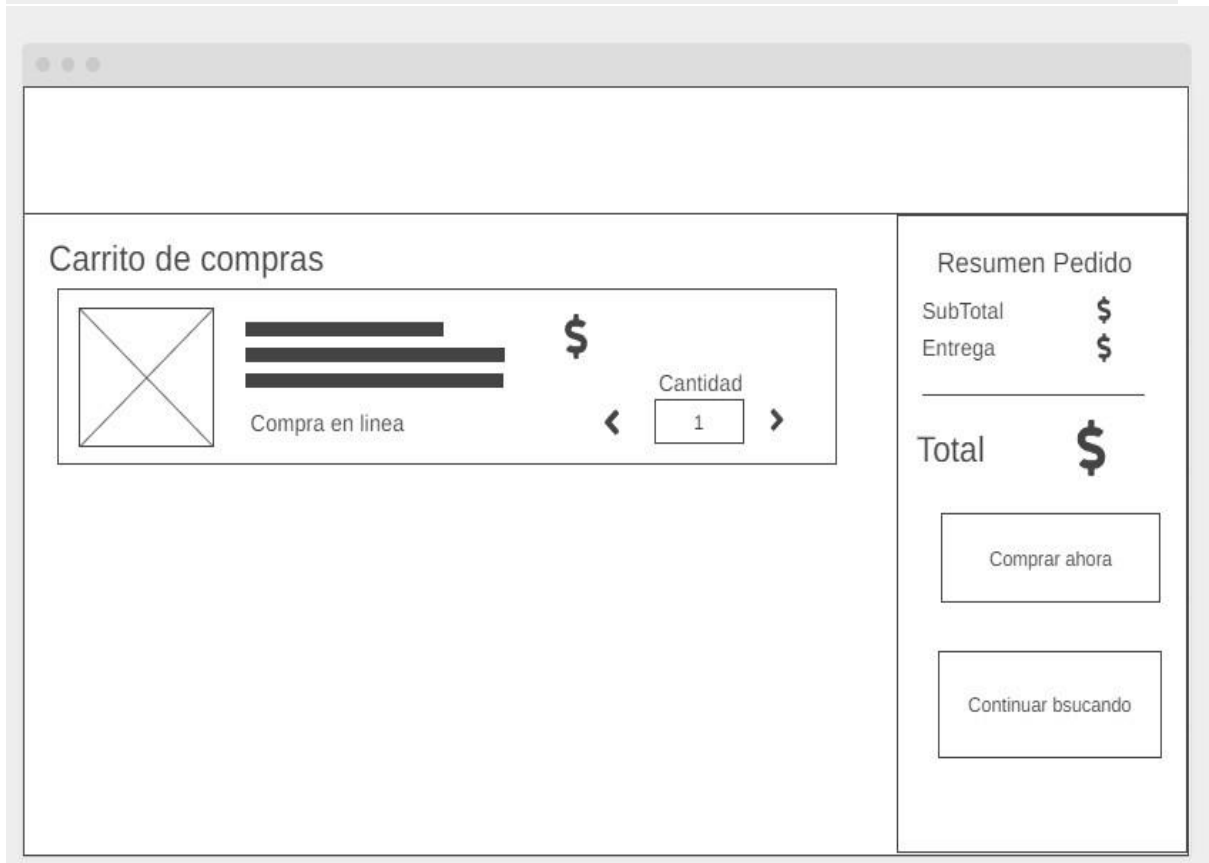 Carrito de compras
$
Compra en linea
Cantidad
1
Resumen Pedido
SubTotal $
Entrega $
Total $
Comprar ahora
Continuar bsucando